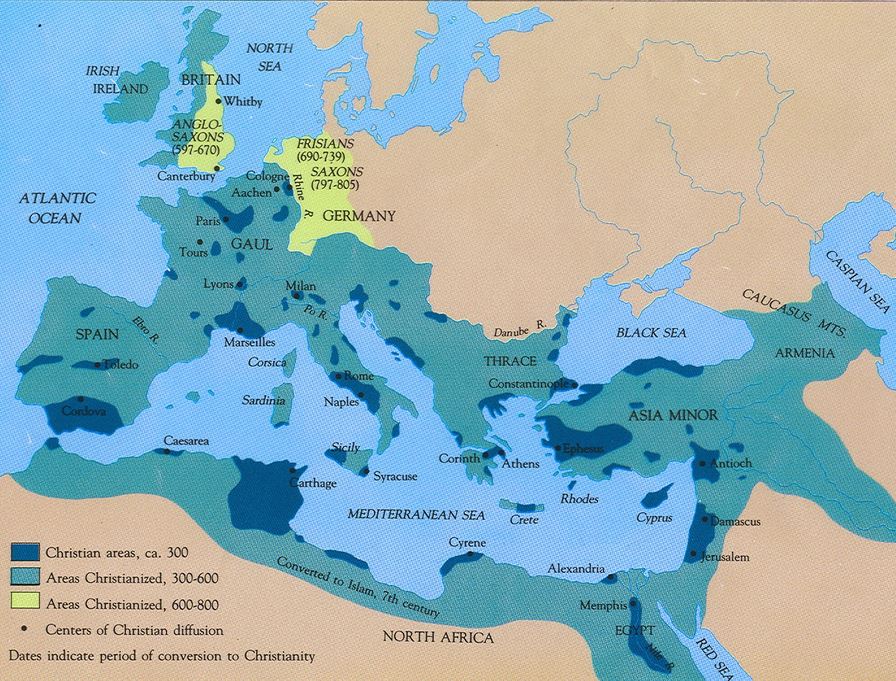 NORTH
SEA
IRISH
IRELAND
BRITAIN
Whitby
ANGLO-
SAXONS
(597-670)
FRISIANS
(690-739)
SAXONS
(797-805)
Canterbury
Cologne
Aachen
Rhine
R.
GERMANY
ATLANTIC
OCEAN
Paris
Tours
GAUL
Lyons
Milan
Po R.
CASPIAN SEA
CAUCASUS MTS.
ARMENIA
SPAIN
Ebro R.
Marseilles
Corsica
Danube R.
BLACK SEA
THRACE
Toledo
Rome
Constantinople
Cordova
Sardinia
Naples
ASIA MINOR
Caesarea
Sicily
Corinth
Ephesus
Carthage
Syracuse
Athens
Antioch
Rhodes
MEDITERRANEAN SEA
Crete
Cyprus
Damascus
Cyrene
Jerusalem
Alexandria
Converted to Islam, 7th century
Memphis
NORTH AFRICA
EGYPT
Nile R.
RED SEA
Christian areas, ca. 300
Areas Christianized, 300-600
Areas Christianized, 600-800
Centers of Christian diffusion
Dates indicate period of conversion to Christianity